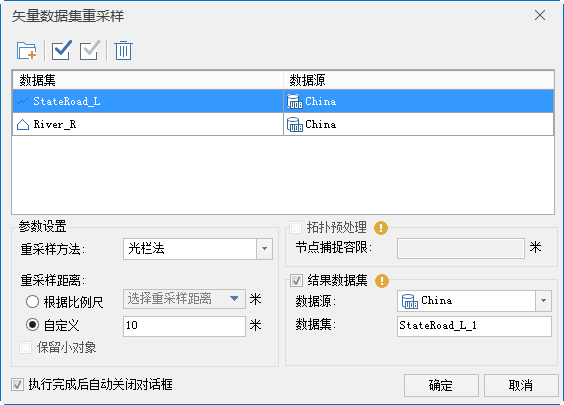 矢量数据集重采样
数据集 数据源
StateRoad_L China
River_R China
参数设置
重采样方法: 光栏法
重采样距离:
根据比例尺 选择重采样距离 米
自定义 10 米
保留小对象
拓扑预处理
节点捕捉容限: 米
结果数据集
数据源: China
数据集: StateRoad_L_1
执行完成后自动关闭对话框
确定 取消